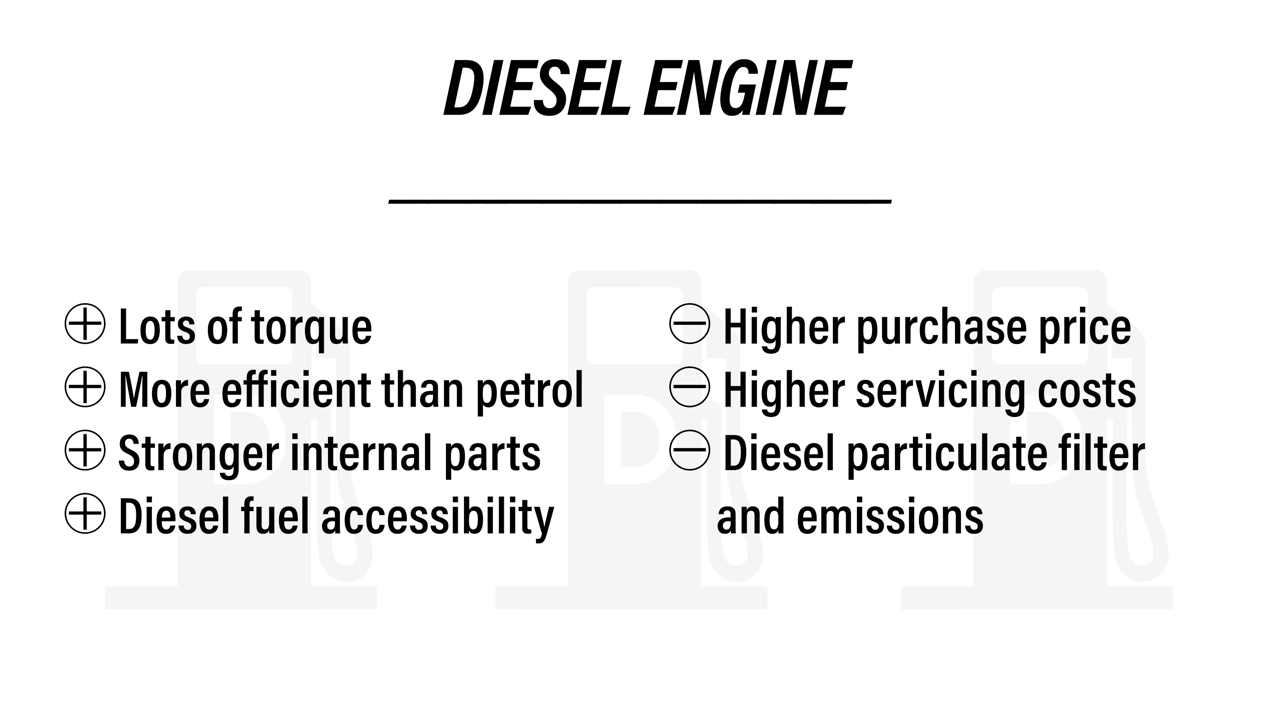 DIESEL ENGINE
⊕ Lots of torque
⊕ More efficient than petrol
⊕ Stronger internal parts
⊕ Diesel fuel accessibility
⊖ Higher purchase price
⊖ Higher servicing costs
⊖ Diesel particulate filter
and emissions
D
D
D